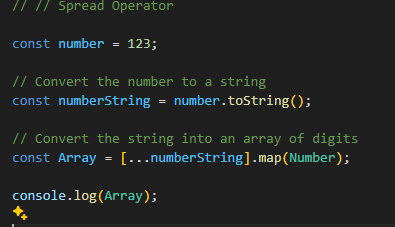 // // Spread Operator
const number = 123;
// Convert the number to a string
const numberString = number.toString();
// Convert the string into an array of digits
const Array = [...numberString].map(Number);
console.log(Array);